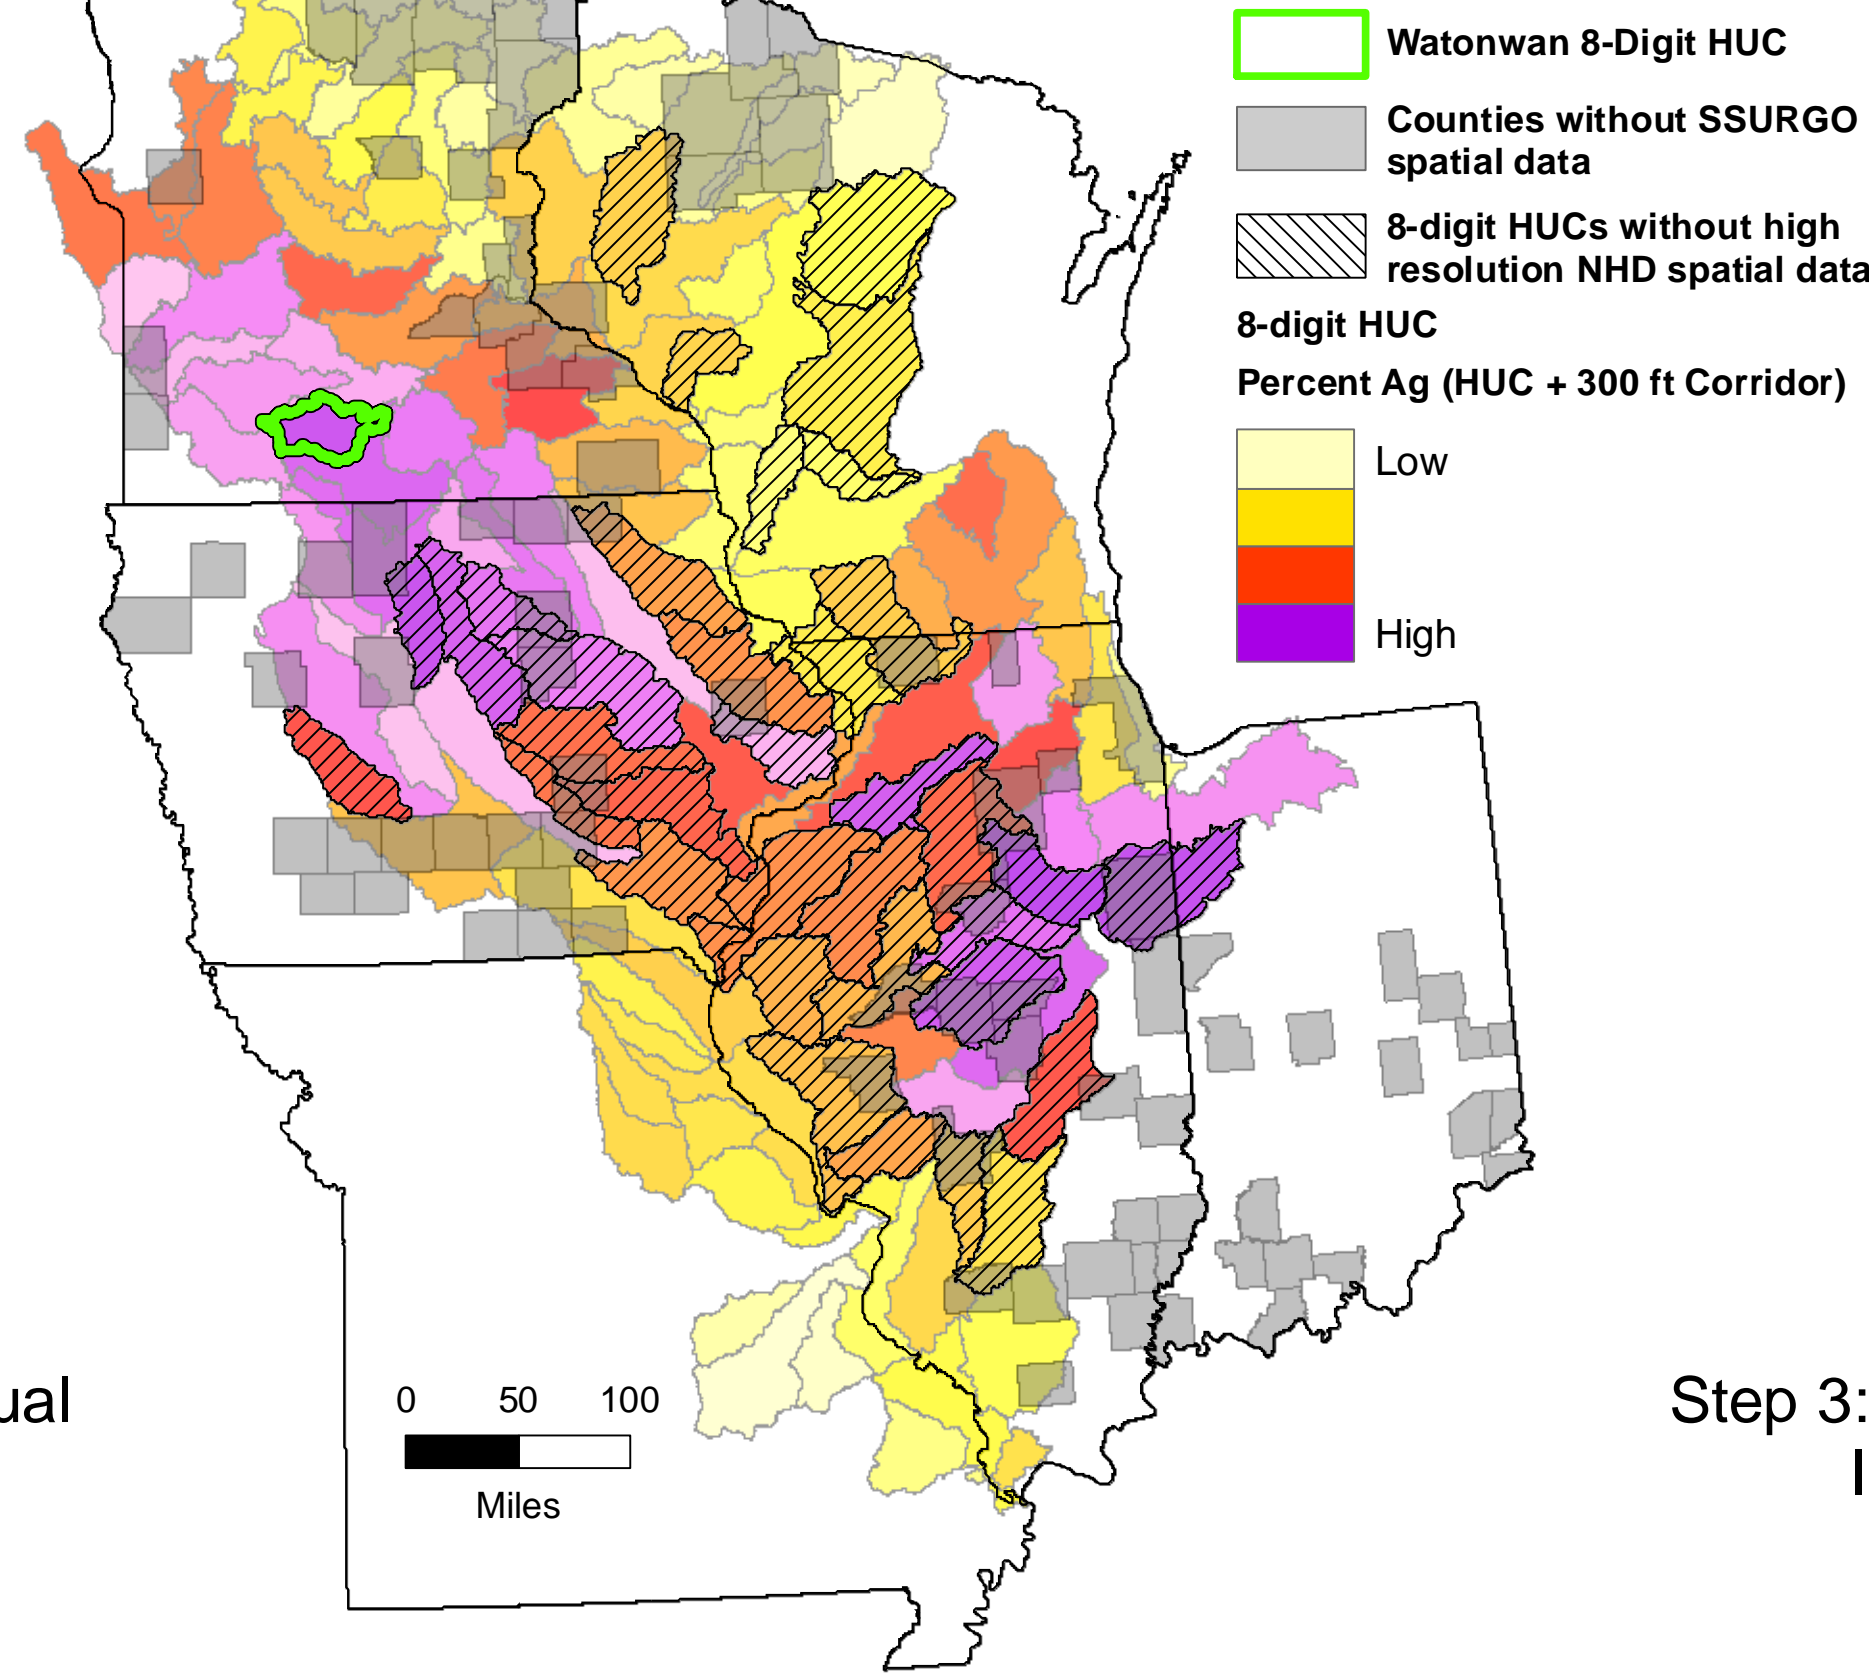 Watonwan 8-Digit HUC
Counties without SSURGO
spatial data
8-digit HUCs without high
resolution NHD spatial data
8-digit HUC
Percent Ag (HUC + 300 ft Corridor)
Low
High
0 50 100
Miles
ual
Step 3:
I